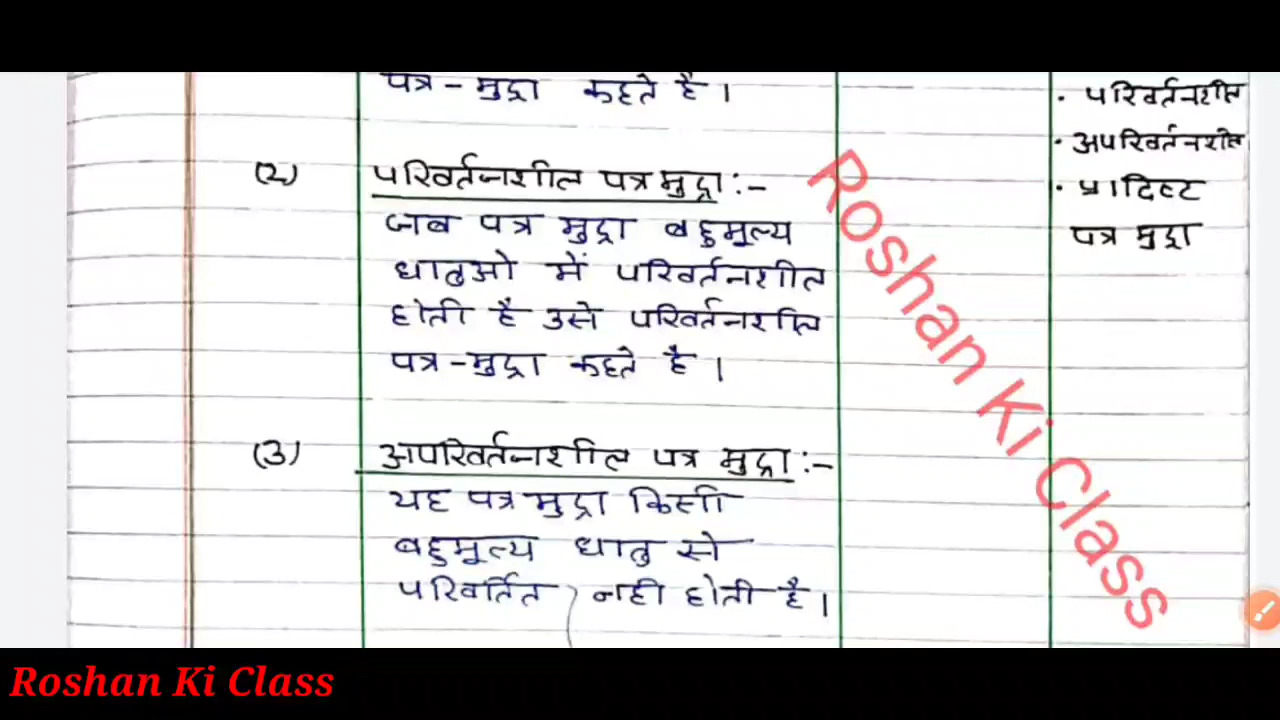 पत्र-मुद्रा कहते है।
(2) परिवर्तनशील पत्र मुद्रा :-
जब पत्र मुद्रा बहुमूल्य
धातुओ में परिवर्तनशील
होती है उसे परिवर्तनशील
पत्र-मुद्रा कहते है।
(3) अपरिवर्तनशील पत्र मुद्रा :-
यह पत्र मुद्रा किसी
बहुमूल्य धातु से
परिवर्तित नही होती है।
· परिवर्तनशील
· अपरिवर्तनशील
· प्रादिष्ट
पत्र मुद्रा
Roshan Ki Class
Roshan Ki Class